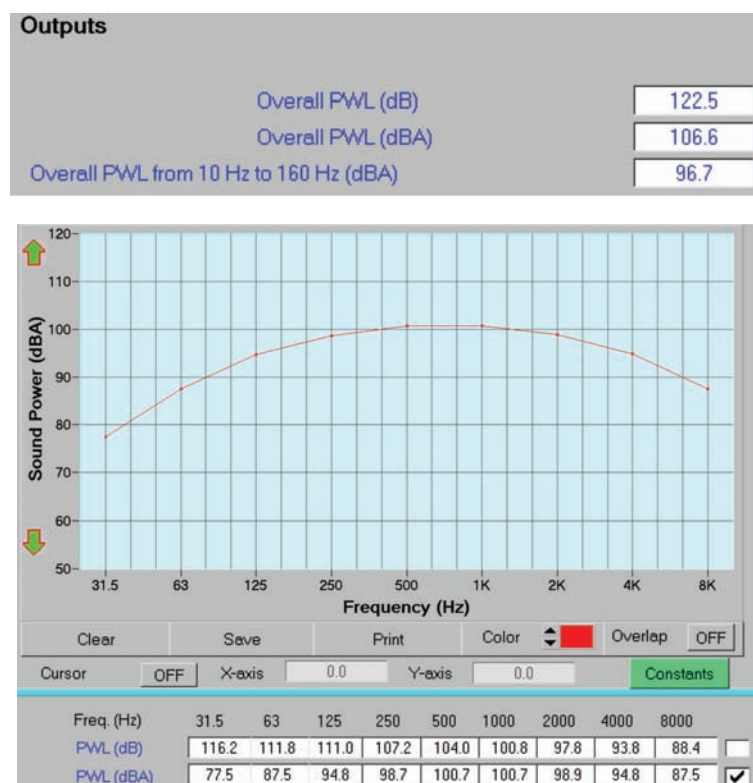 Outputs
Overall PWL (dB) 122.5
Overall PWL (dBA) 106.6
Overall PWL from 10 Hz to 160 Hz (dBA) 96.7
120
110
100
90
80
70
60
50
Sound Power (dBA)
31.5 63 125 250 500 1K 2K 4K 8K
Frequency (Hz)
Clear Save Print Color Overlap OFF
Cursor OFF X-axis 0.0 Y-axis 0.0 Constants
Freq. (Hz) 31.5 63 125 250 500 1000 2000 4000 8000
PWL (dB) 116.2 111.8 111.0 107.2 104.0 100.8 97.8 93.8 88.4
PWL (dBA) 77.5 87.5 94.8 98.7 100.7 100.7 98.9 94.8 87.5